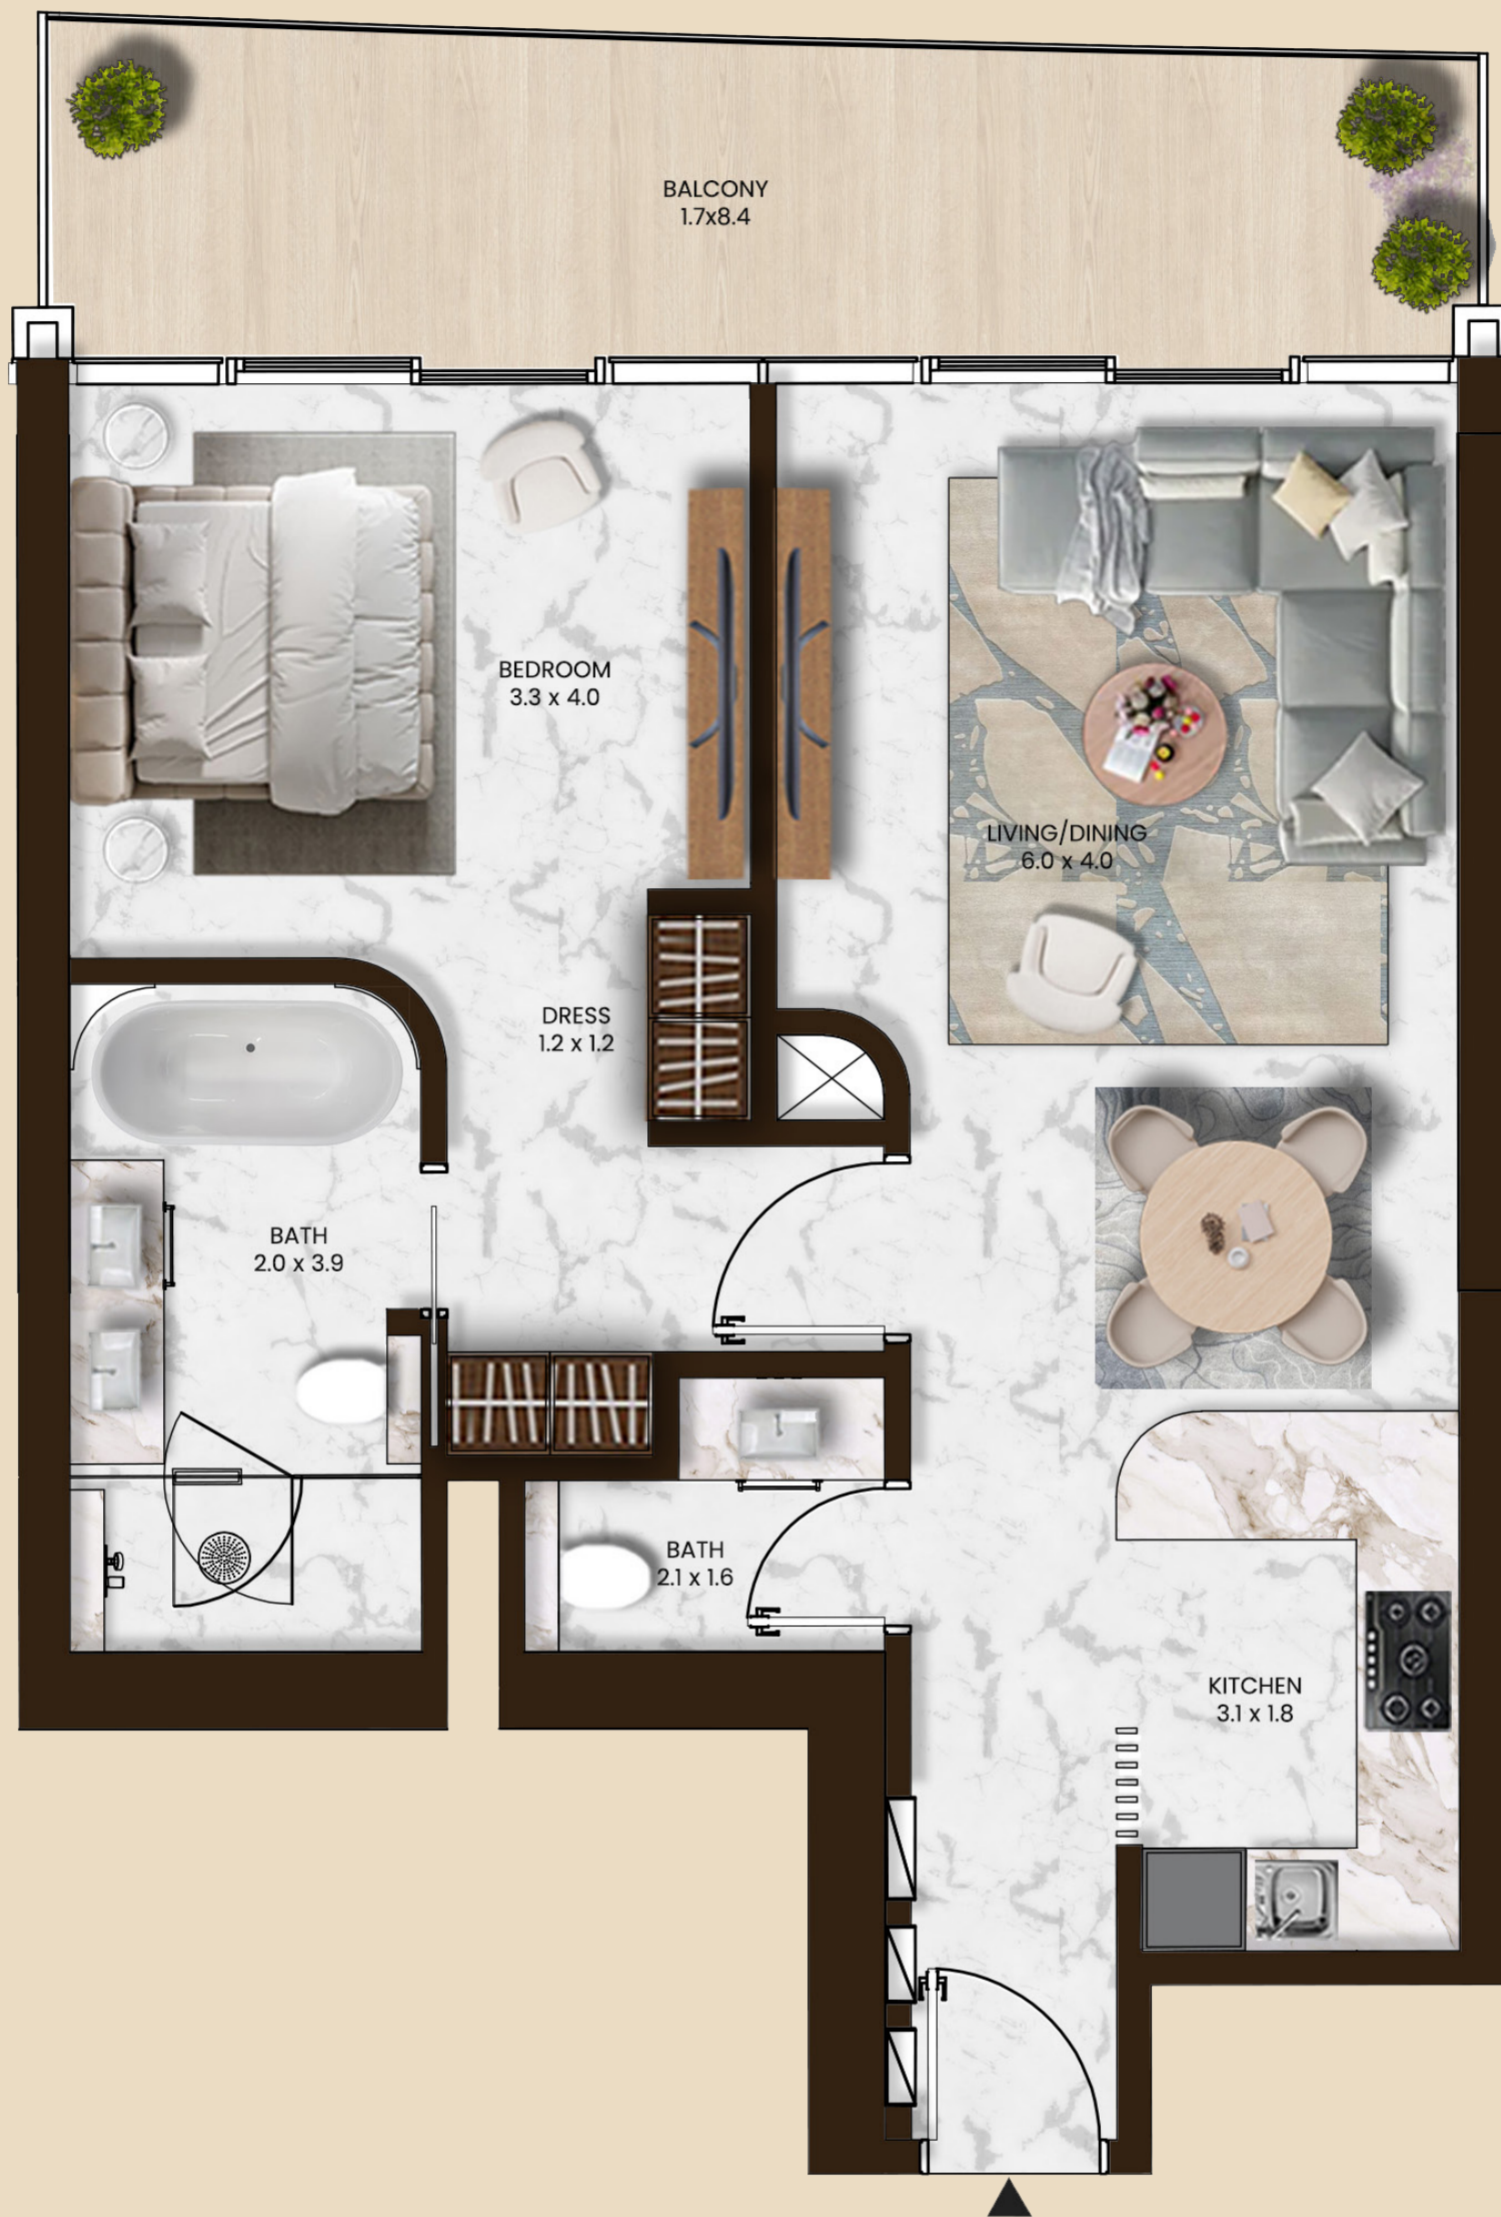 BALCONY
1.7x8.4
BEDROOM
3.3 x 4.0
LIVING/DINING
6.0 x 4.0
DRESS
1.2 x 1.2
BATH
2.0 x 3.9
BATH
2.1 x 1.6
KITCHEN
3.1 x 1.8